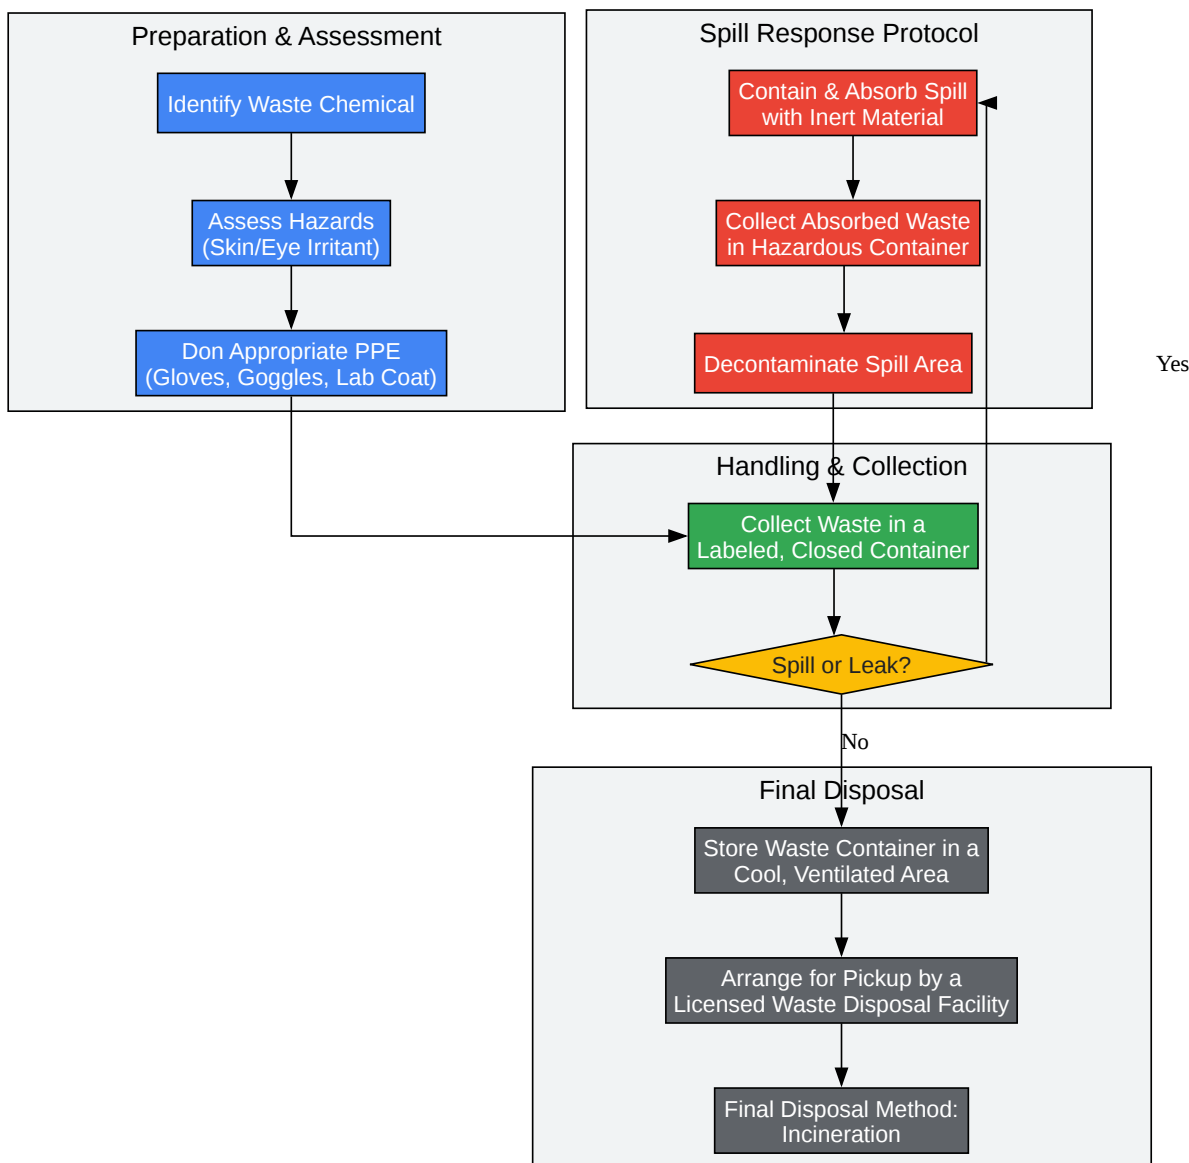 Preparation & Assessment
Identify Waste Chemical
Assess Hazards
(Skin/Eye Irritant)
Don Appropriate PPE
(Gloves, Goggles, Lab Coat)
Spill Response Protocol
Contain & Absorb Spill
with Inert Material
Collect Absorbed Waste
in Hazardous Container
Decontaminate Spill Area
Yes
Handling & Collection
Collect Waste in a
Labeled, Closed Container
Spill or Leak?
No
Final Disposal
Store Waste Container in a
Cool, Ventilated Area
Arrange for Pickup by a
Licensed Waste Disposal Facility
Final Disposal Method:
Incineration